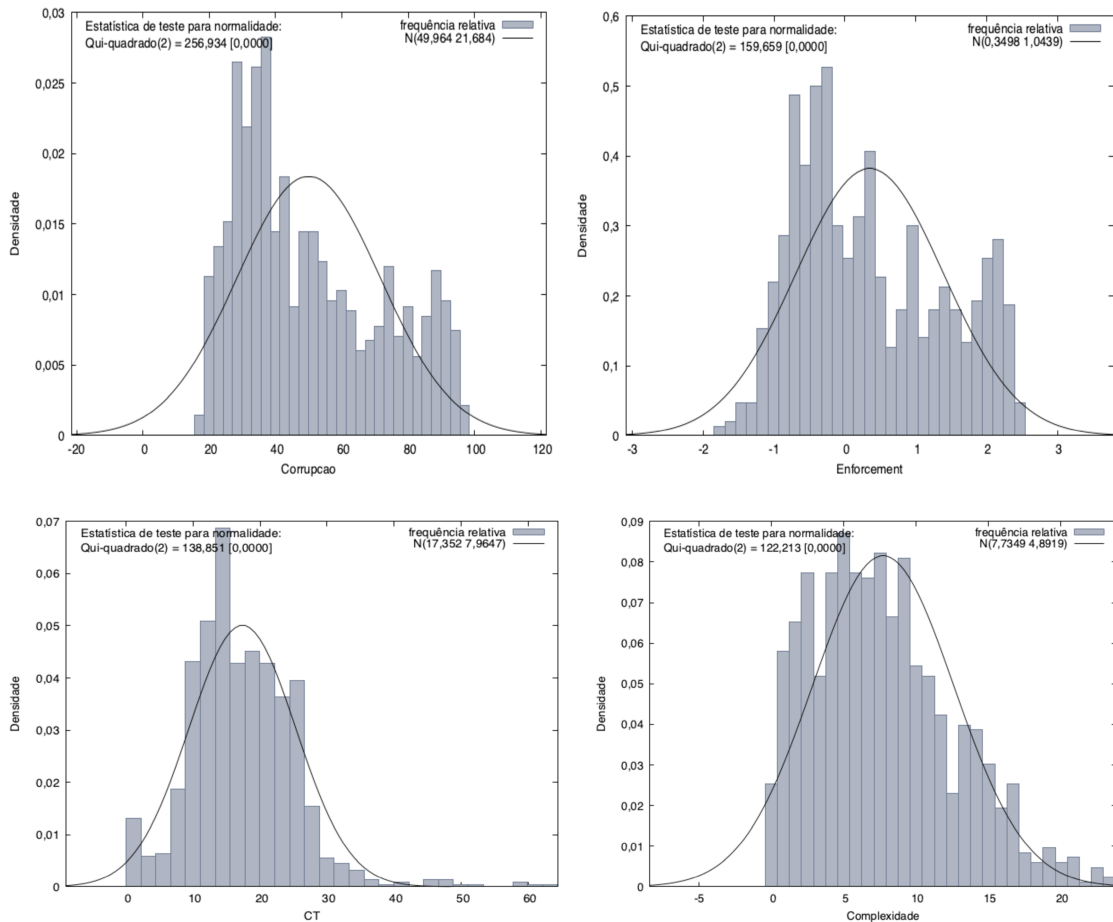 Estatística de teste para normalidade:
Qui-quadrado(2) = 256,934 [0,0000]
frequência relativa
N(49,964 21,684)
0,03
0,025
0,02
0,015
0,01
0,005
0
Densidade
-20 0 20 40 60 80 100 120
Corrupcao
Estatística de teste para normalidade:
Qui-quadrado(2) = 159,659 [0,0000]
frequência relativa
N(0,3498 1,0439)
0,6
0,5
0,4
0,3
0,2
0,1
0
Densidade
-3 -2 -1 0 1 2 3
Enforcement
Estatística de teste para normalidade:
Qui-quadrado(2) = 138,851 [0,0000]
frequência relativa
N(17,352 7,9647)
0,07
0,06
0,05
0,04
0,03
0,02
0,01
0
Densidade
0 10 20 30 40 50 60
CT
Estatística de teste para normalidade:
Qui-quadrado(2) = 122,213 [0,0000]
frequência relativa
N(7,7349 4,8919)
0,09
0,08
0,07
0,06
0,05
0,04
0,03
0,02
0,01
0
Densidade
-5 0 5 10 15 20
Complexidade